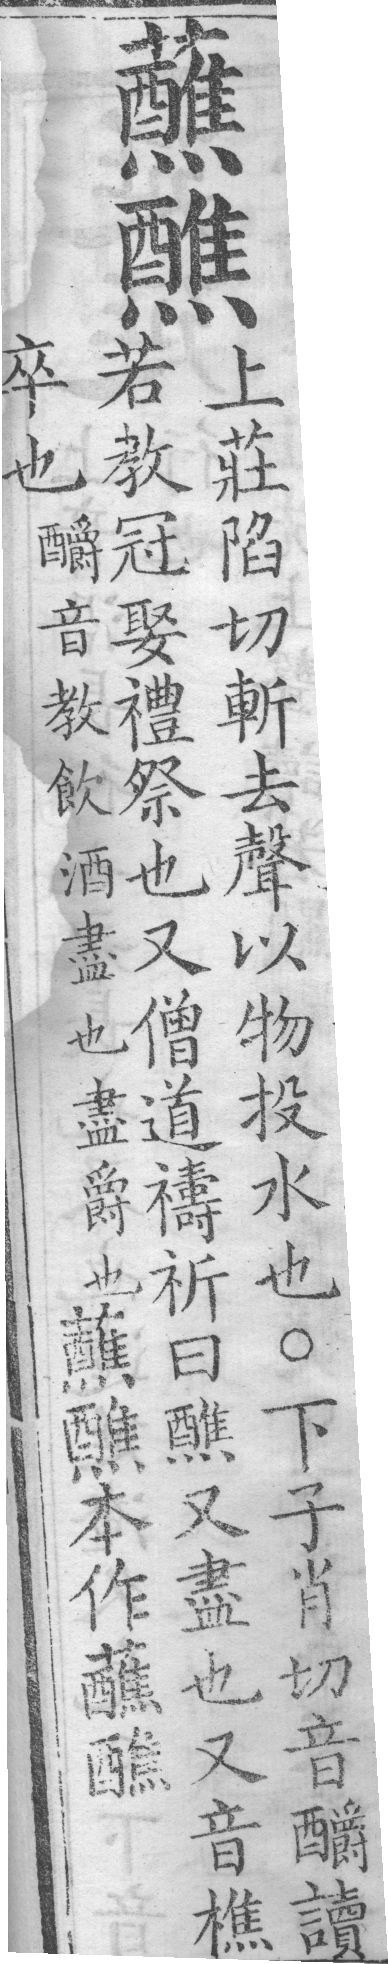 蘸醮
上莊陷切斬去聲以物投水也○下子肖切音釂讀
若教冠娶禮祭也又僧道禱祈曰醮又盡也又音樵
卒也釂音教飲酒盡也盡爵也蘸醮本作蘸醮